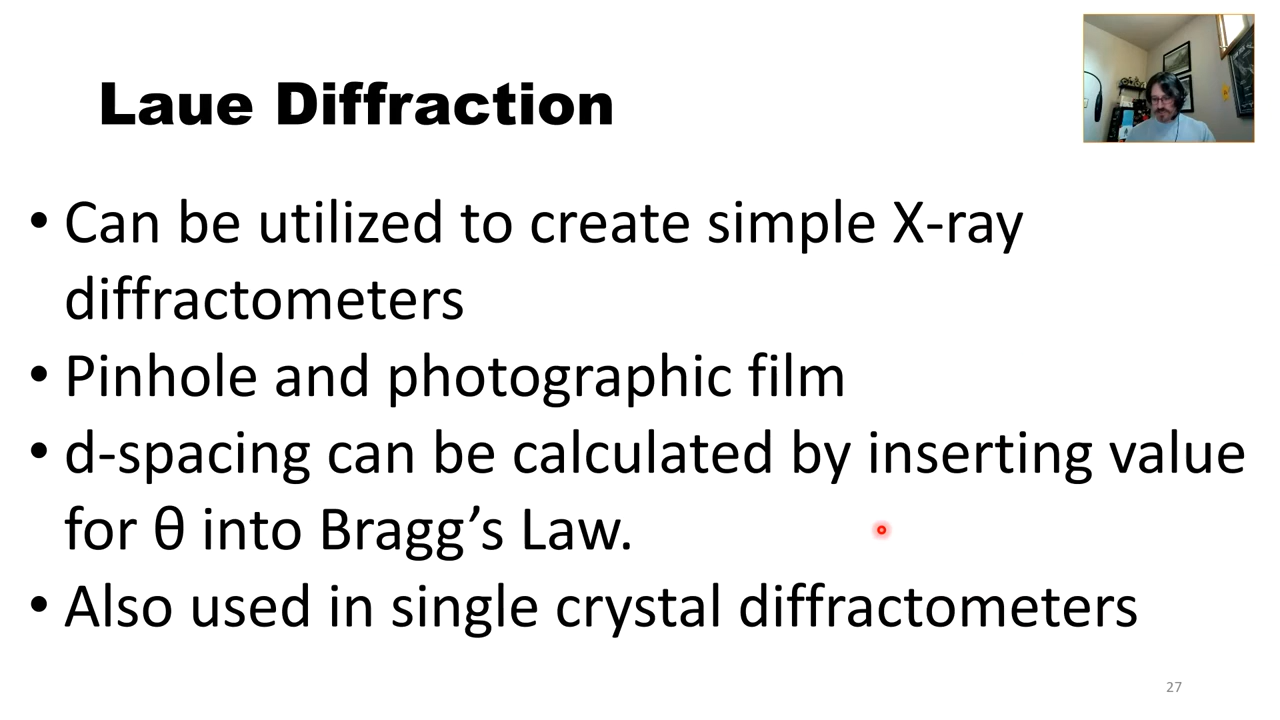 Laue Diffraction
• Can be utilized to create simple X-ray
diffractometers
• Pinhole and photographic film
• d-spacing can be calculated by inserting value
for θ into Bragg’s Law.
• Also used in single crystal diffractometers
27